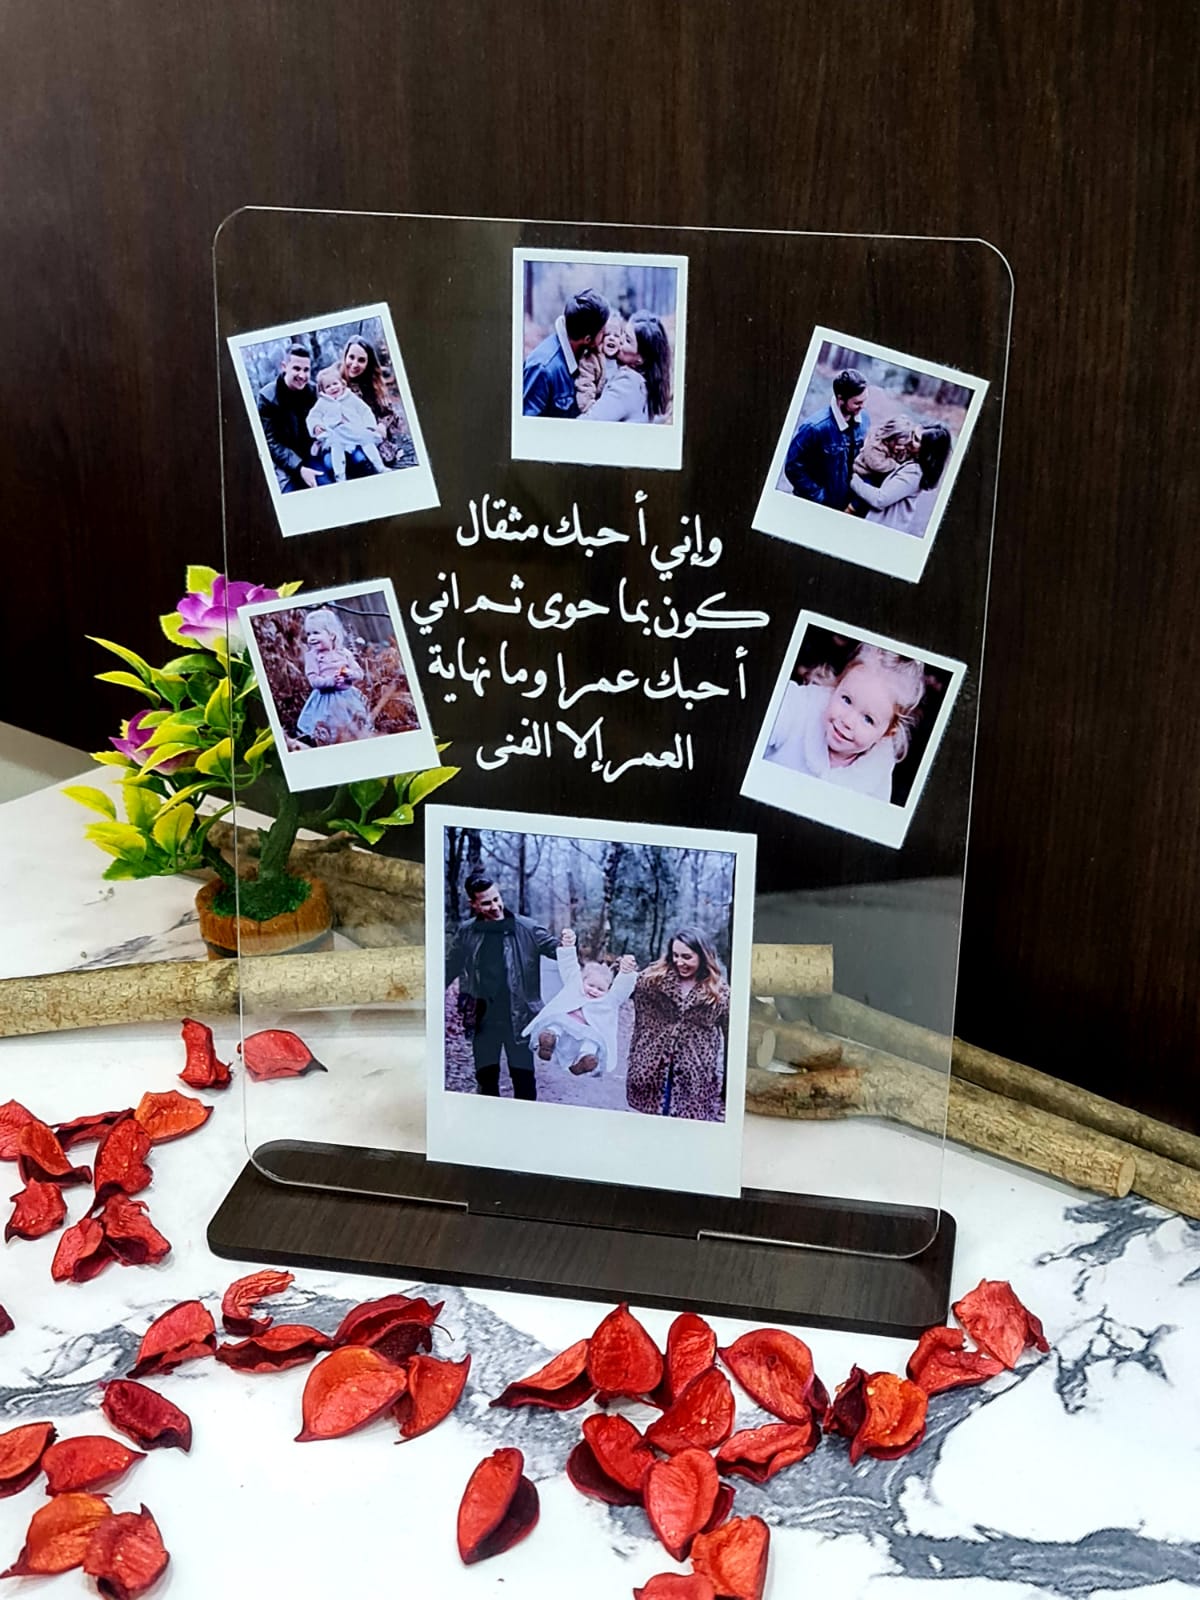 وإني أحبك مثقال
كون بما حوى ثم اني
أحبك عمرا وما نهاية
العمر إلا الفنى